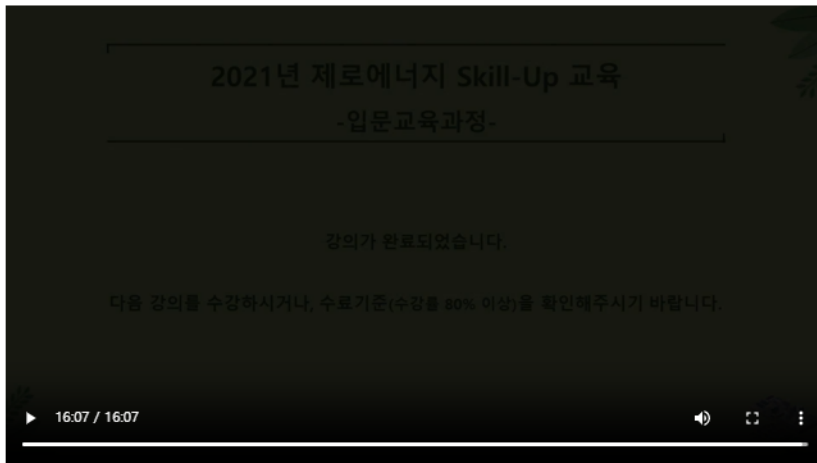 2021년 제로에너지 Skill-Up 교육
-입문교육과정-
강의가 완료되었습니다.
다음 강의를 수강하시거나, 수료기준(수강률 80% 이상)을 확인해주시기 바랍니다.
16:07 / 16:07